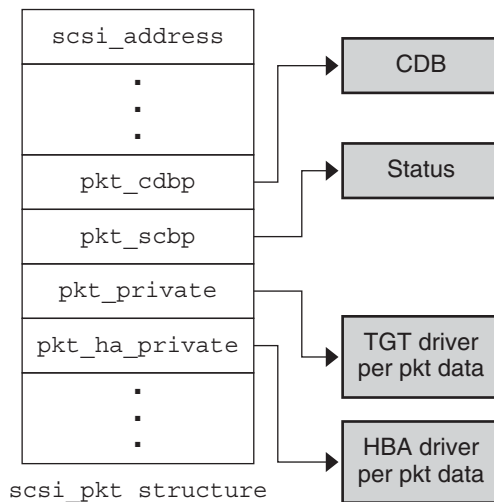 scsi_address
pkt_cdbp
pkt_scbp
pkt_private
pkt_ha_private
scsi_pkt structure
CDB
Status
TGT driver
per pkt data
HBA driver
per pkt data